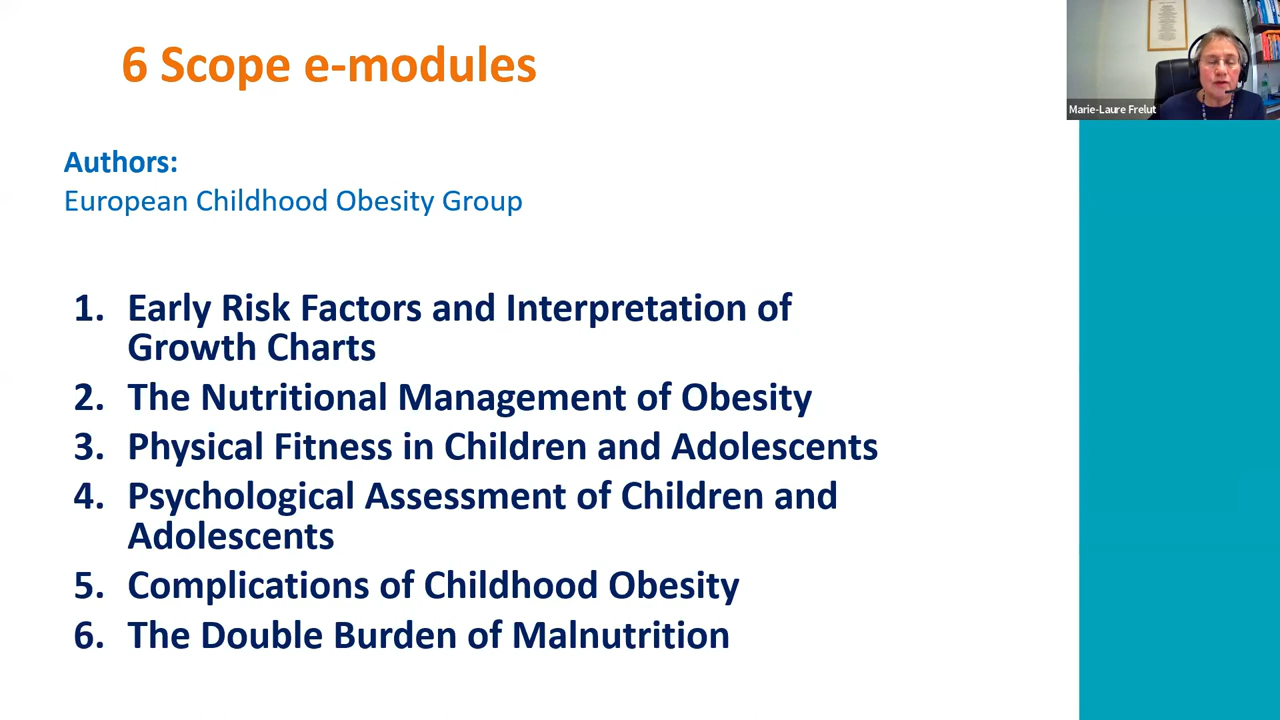 6 Scope e-modules
Marie-Laure Frelut
Authors:
European Childhood Obesity Group
1. Early Risk Factors and Interpretation of
Growth Charts
2. The Nutritional Management of Obesity
3. Physical Fitness in Children and Adolescents
4. Psychological Assessment of Children and
Adolescents
5. Complications of Childhood Obesity
6. The Double Burden of Malnutrition